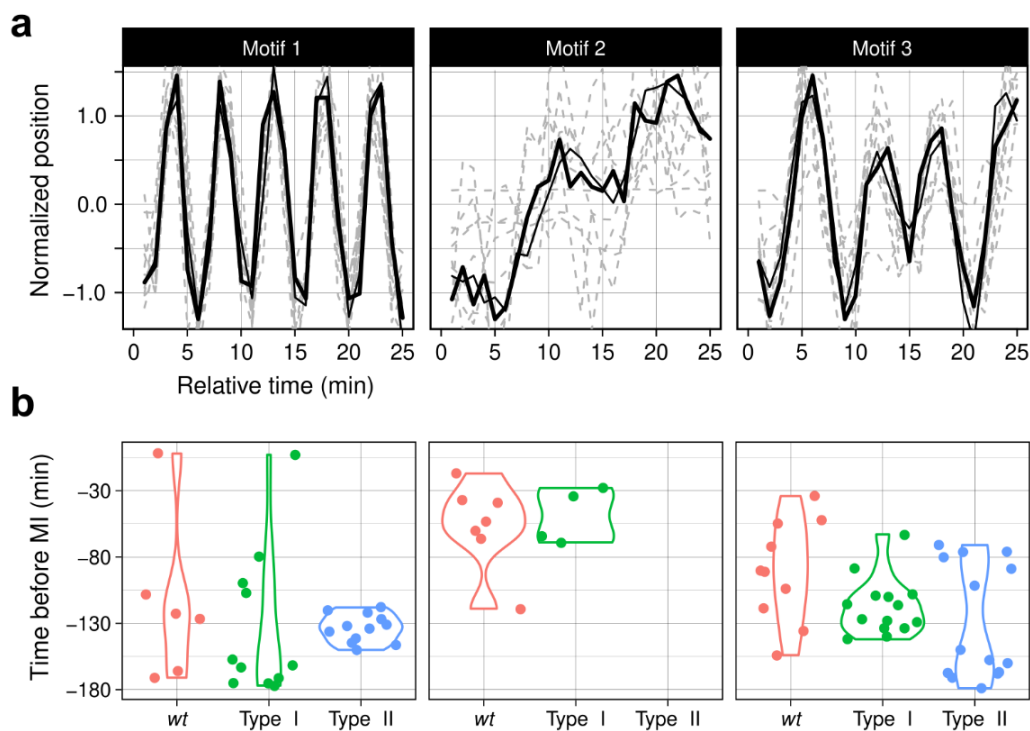 a
Motif 1 Motif 2 Motif 3
Normalized position
1.0
0.0
−1.0
0 5 10 15 20 25 0 5 10 15 20 25 0 5 10 15 20 25
Relative time (min)
b
Time before MI (min)
−30
−80
−130
−180
wt Type I Type II wt Type I Type II wt Type I Type II